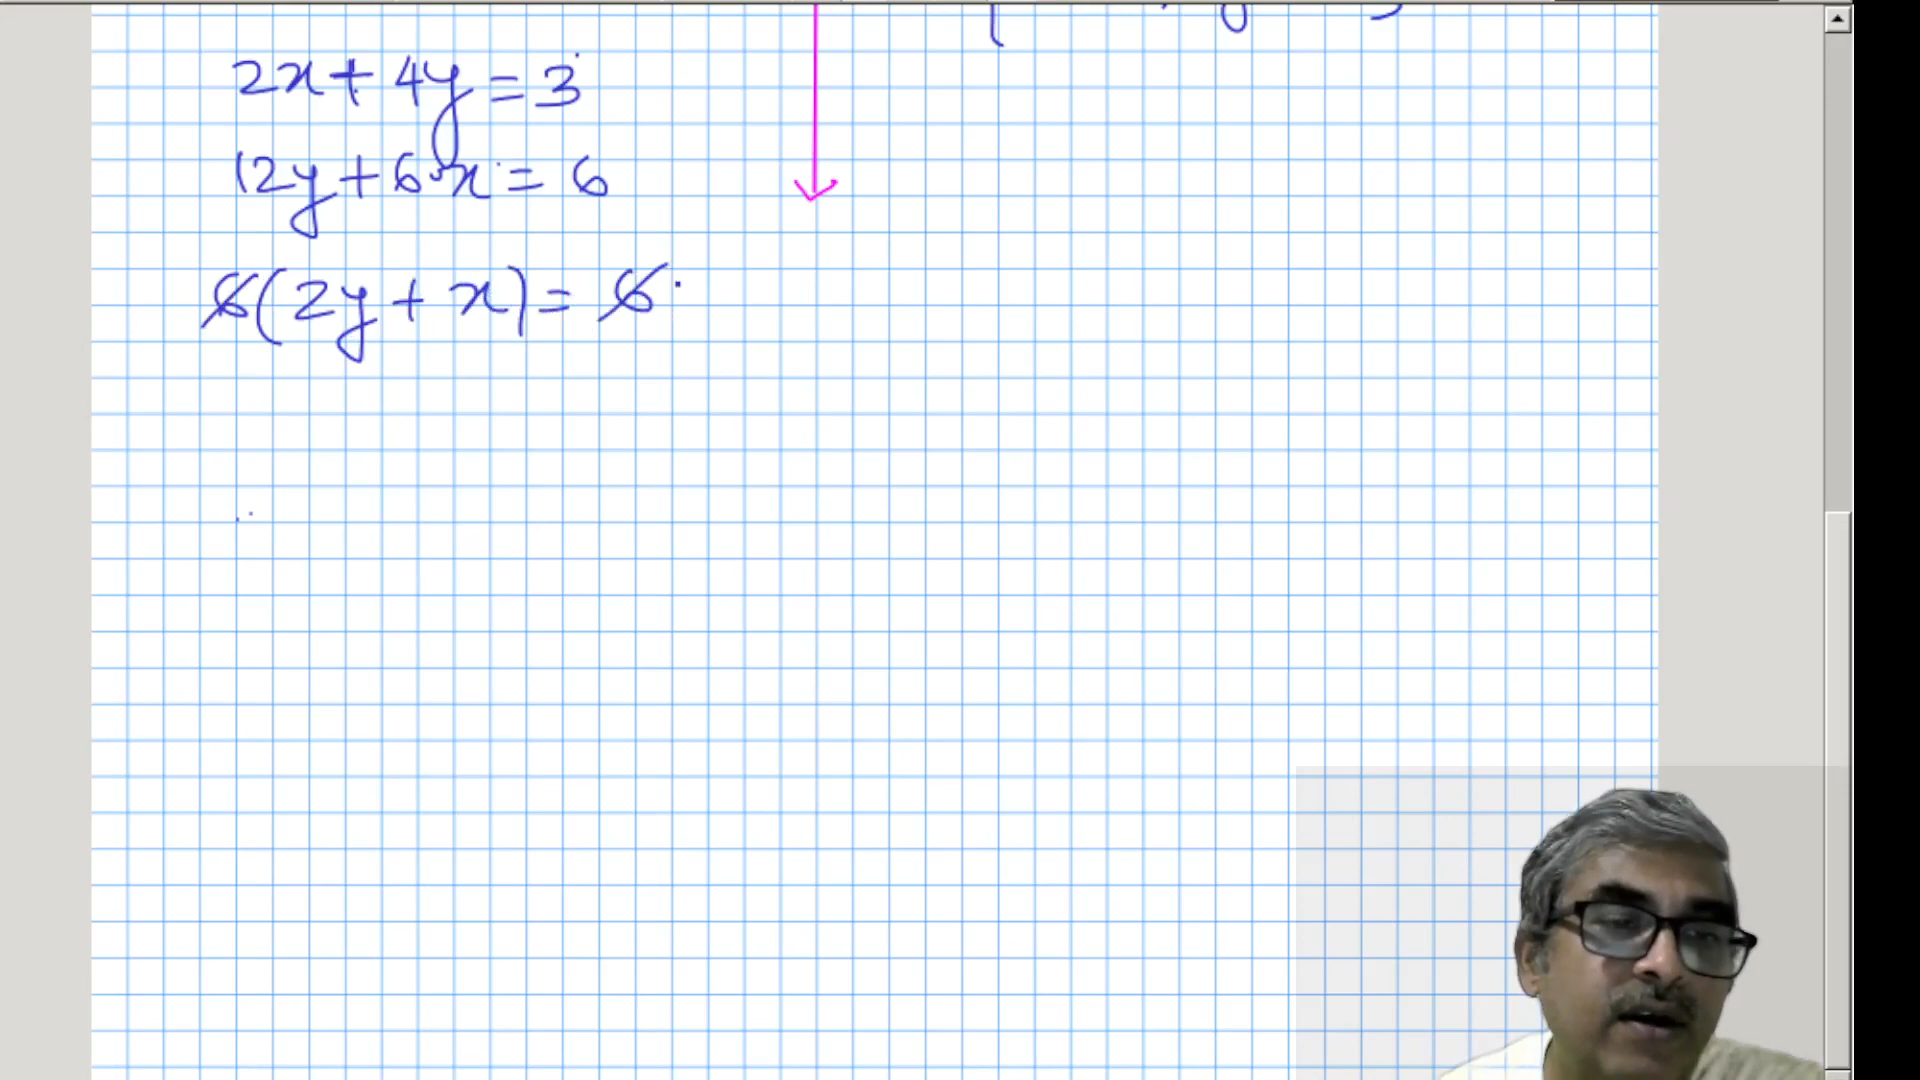 2x + 4y = 3
12y + 6x = 6
6(2y + x) = 6